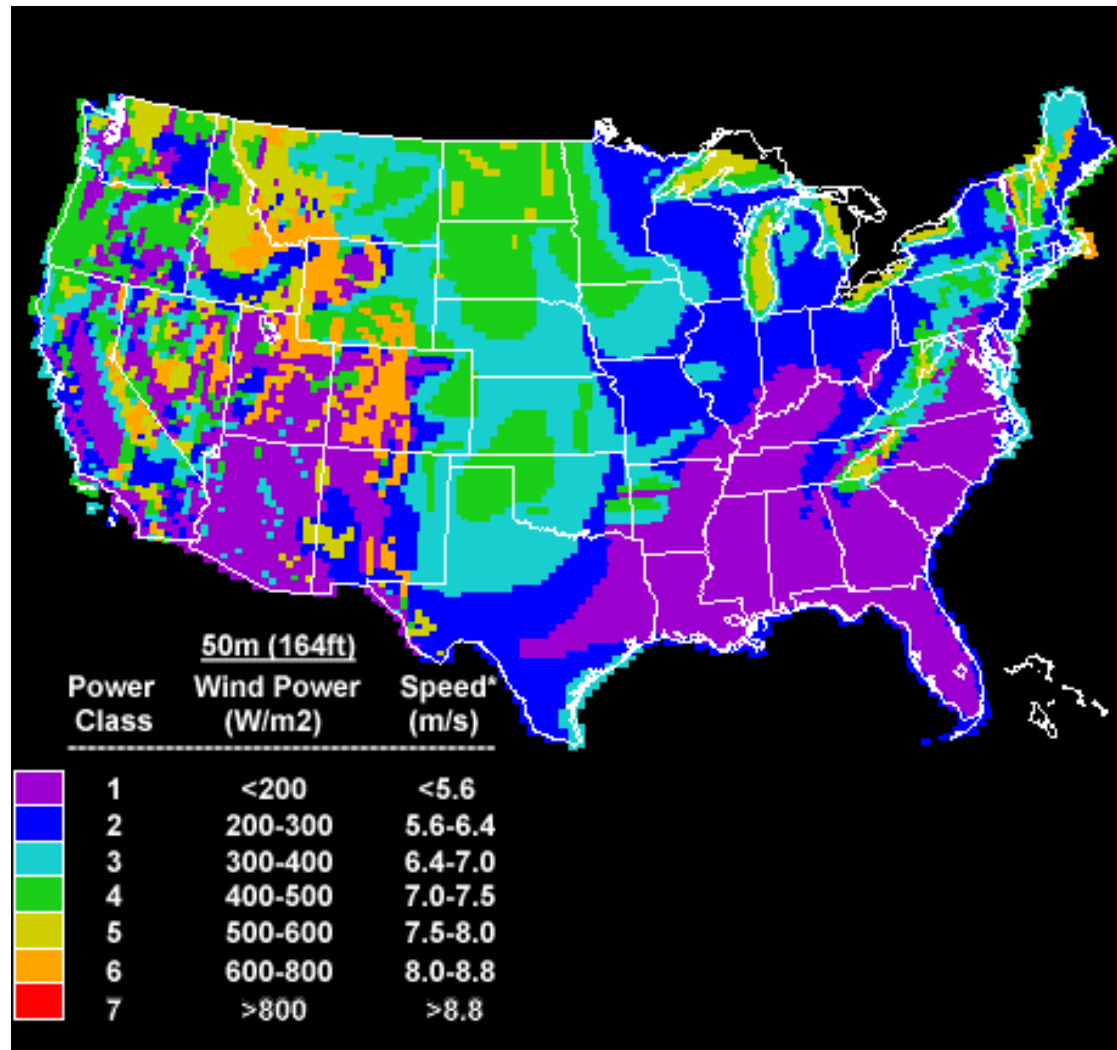 50m (164ft)
Power Wind Power Speed*
Class (W/m2) (m/s)
1 <200 <5.6
2 200-300 5.6-6.4
3 300-400 6.4-7.0
4 400-500 7.0-7.5
5 500-600 7.5-8.0
6 600-800 8.0-8.8
7 >800 >8.8